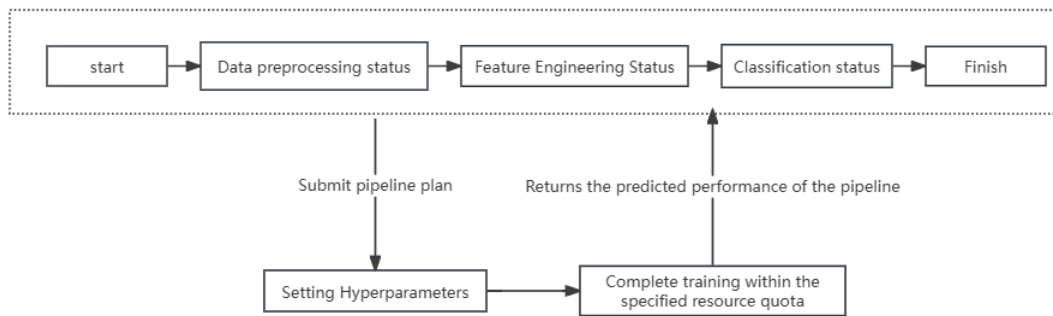 start
Data preprocessing status
Feature Engineering Status
Classification status
Finish
Submit pipeline plan
Returns the predicted performance of the pipeline
Setting Hyperparameters
Complete training within the
specified resource quota